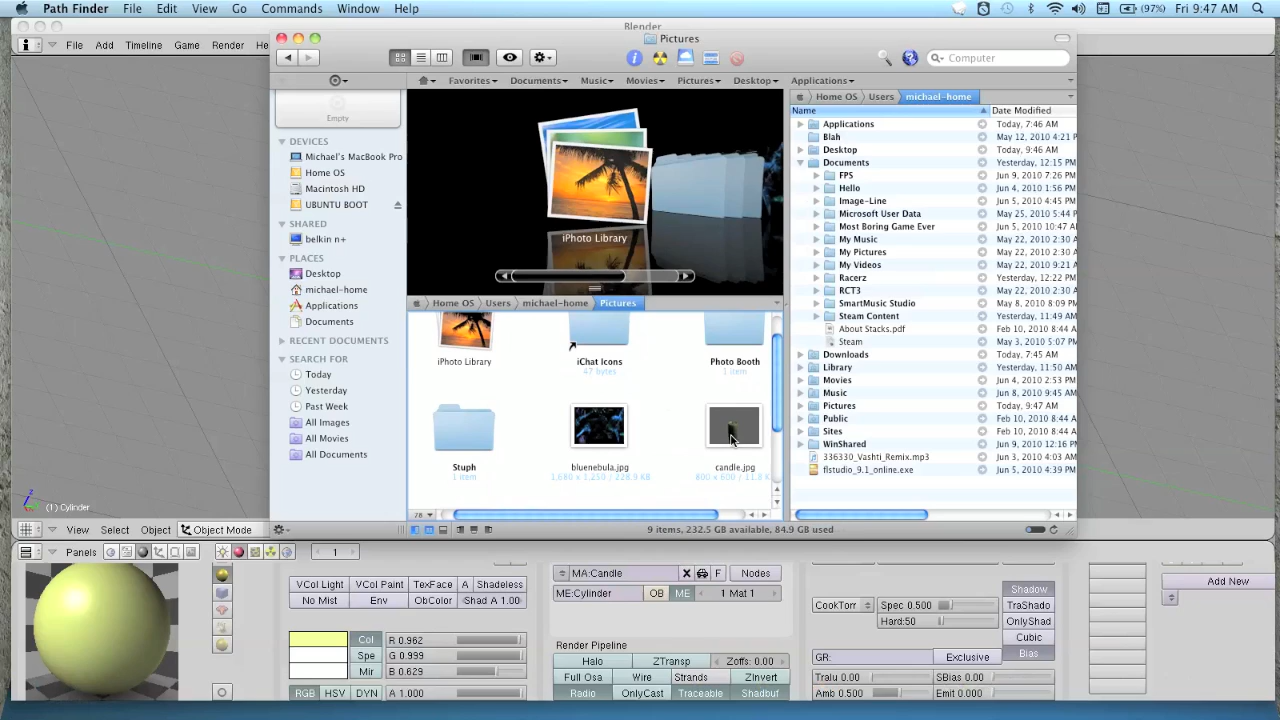 Path Finder File Edit View Go Commands Window Help (97%) Fri 9:47 AM
Blender
File Add Timeline Game Render He
Pictures
Computer
Favorites Documents Music Movies Pictures Desktop Applications
Empty
DEVICES
Michael's MacBook Pro
Home OS
Macintosh HD
UBUNTU BOOT
SHARED
belkin n+
PLACES
Desktop
michael-home
Applications
Documents
RECENT DOCUMENTS
SEARCH FOR
Today
Yesterday
Past Week
All Images
All Movies
All Documents
iPhoto Library
Home OS Users michael-home Pictures
iPhoto Library
iChat Icons
47 bytes
Photo Booth
1 item
Stuph
1 item
bluenebula.jpg
1,680 x 1,250 / 228.9 KB
candle.jpg
800 x 600 / 11.8 K
78
Home OS Users michael-home
Name Date Modified
Applications Today, 7:46 AM
Blah May 12, 2010 4:21
Desktop Today, 9:46 AM
Documents Yesterday, 12:15 PM
FPS Jun 9, 2010 7:26 PM
Hello Jun 4, 2010 1:56 PM
Image-Line Jun 5, 2010 4:45 PM
Microsoft User Data May 25, 2010 5:44 P
Most Boring Game Ever Jun 5, 2010 10:47 A
My Music May 22, 2010 2:30 A
My Pictures May 22, 2010 2:30 A
My Videos May 22, 2010 9:21 A
Racerz Yesterday, 12:22 PM
RCT3 May 22, 2010 2:30 A
SmartMusic Studio May 8, 2010 8:09 PM
Steam Content Yesterday, 11:49 AM
About Stacks.pdf Feb 10, 2010 8:44 A
Steam May 3, 2010 5:07 PM
Downloads Today, 7:45 AM
Library Yesterday, 11:50 AM
Movies Jun 4, 2010 2:53 PM
Music Jun 8, 2010 9:45 AM
Pictures Today, 9:47 AM
Public Feb 10, 2010 8:44 A
Sites Feb 10, 2010 8:44 A
WinShared Jun 9, 2010 12:16 P
336330_Vashti_Remix.mp3 Jun 3, 2010 4:03 AM
flstudio_9.1_online.exe Jun 5, 2010 4:39 PM
9 items, 232.5 GB available, 84.9 GB used
z
(1) Cylinder
View Select Object Object Mode
Panels 1
VCol Light VCol Paint TexFace A Shadeless
No Mist Env ObColor Shad A 1.00
Col R 0.962
Spe G 0.999
Mir B 0.629
RGB HSV DYN A 1.000
MA:Candle X F Nodes
ME:Cylinder OB ME 1 Mat 1
Render Pipeline
Halo ZTransp Zoffs: 0.00
Full Osa Wire Strands ZInvert
Radio OnlyCast Traceable Shadbuf
CookTorr Spec 0.500
Hard:50
GR: Exclusive
Tralu 0.00 SBias 0.00
Amb 0.500 Emit 0.000
Shadow
TraShado
OnlyShad
Cubic
Bias
Add New